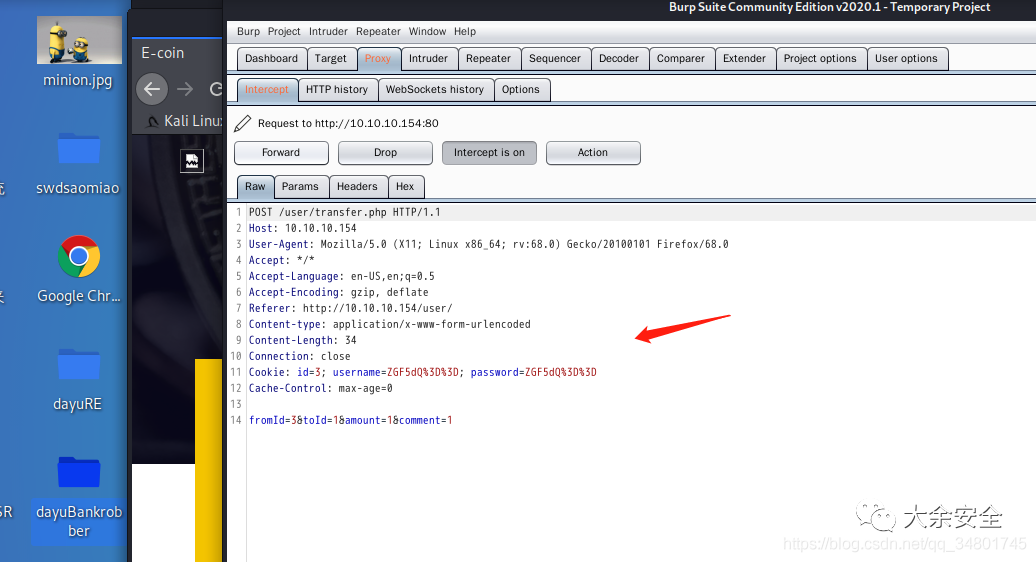 Burp Suite Community Edition v2020.1 - Temporary Project
Burp Project Intruder Repeater Window Help
Dashboard Target Proxy Intruder Repeater Sequencer Decoder Comparer Extender Project options User options
Intercept HTTP history WebSockets history Options
Request to http://10.10.10.154:80
Forward Drop Intercept is on Action
Raw Params Headers Hex
1 POST /user/transfer.php HTTP/1.1
2 Host: 10.10.10.154
3 User-Agent: Mozilla/5.0 (X11; Linux x86_64; rv:68.0) Gecko/20100101 Firefox/68.0
4 Accept: */*
5 Accept-Language: en-US,en;q=0.5
6 Accept-Encoding: gzip, deflate
7 Referer: http://10.10.10.154/user/
8 Content-type: application/x-www-form-urlencoded
9 Content-Length: 34
10 Connection: close
11 Cookie: id=3; username=ZGF5dQ%3D%3D; password=ZGF5dQ%3D%3D
12 Cache-Control: max-age=0
13
14 fromId=3&toId=1&amount=1&comment=1
minion.jpg
swdsaomiao
Google Chr...
dayuRE
dayuBankrob
ber
SR
E-coin
Kali Linu
大余安全
https://blog.csdn.net/qq_34801745